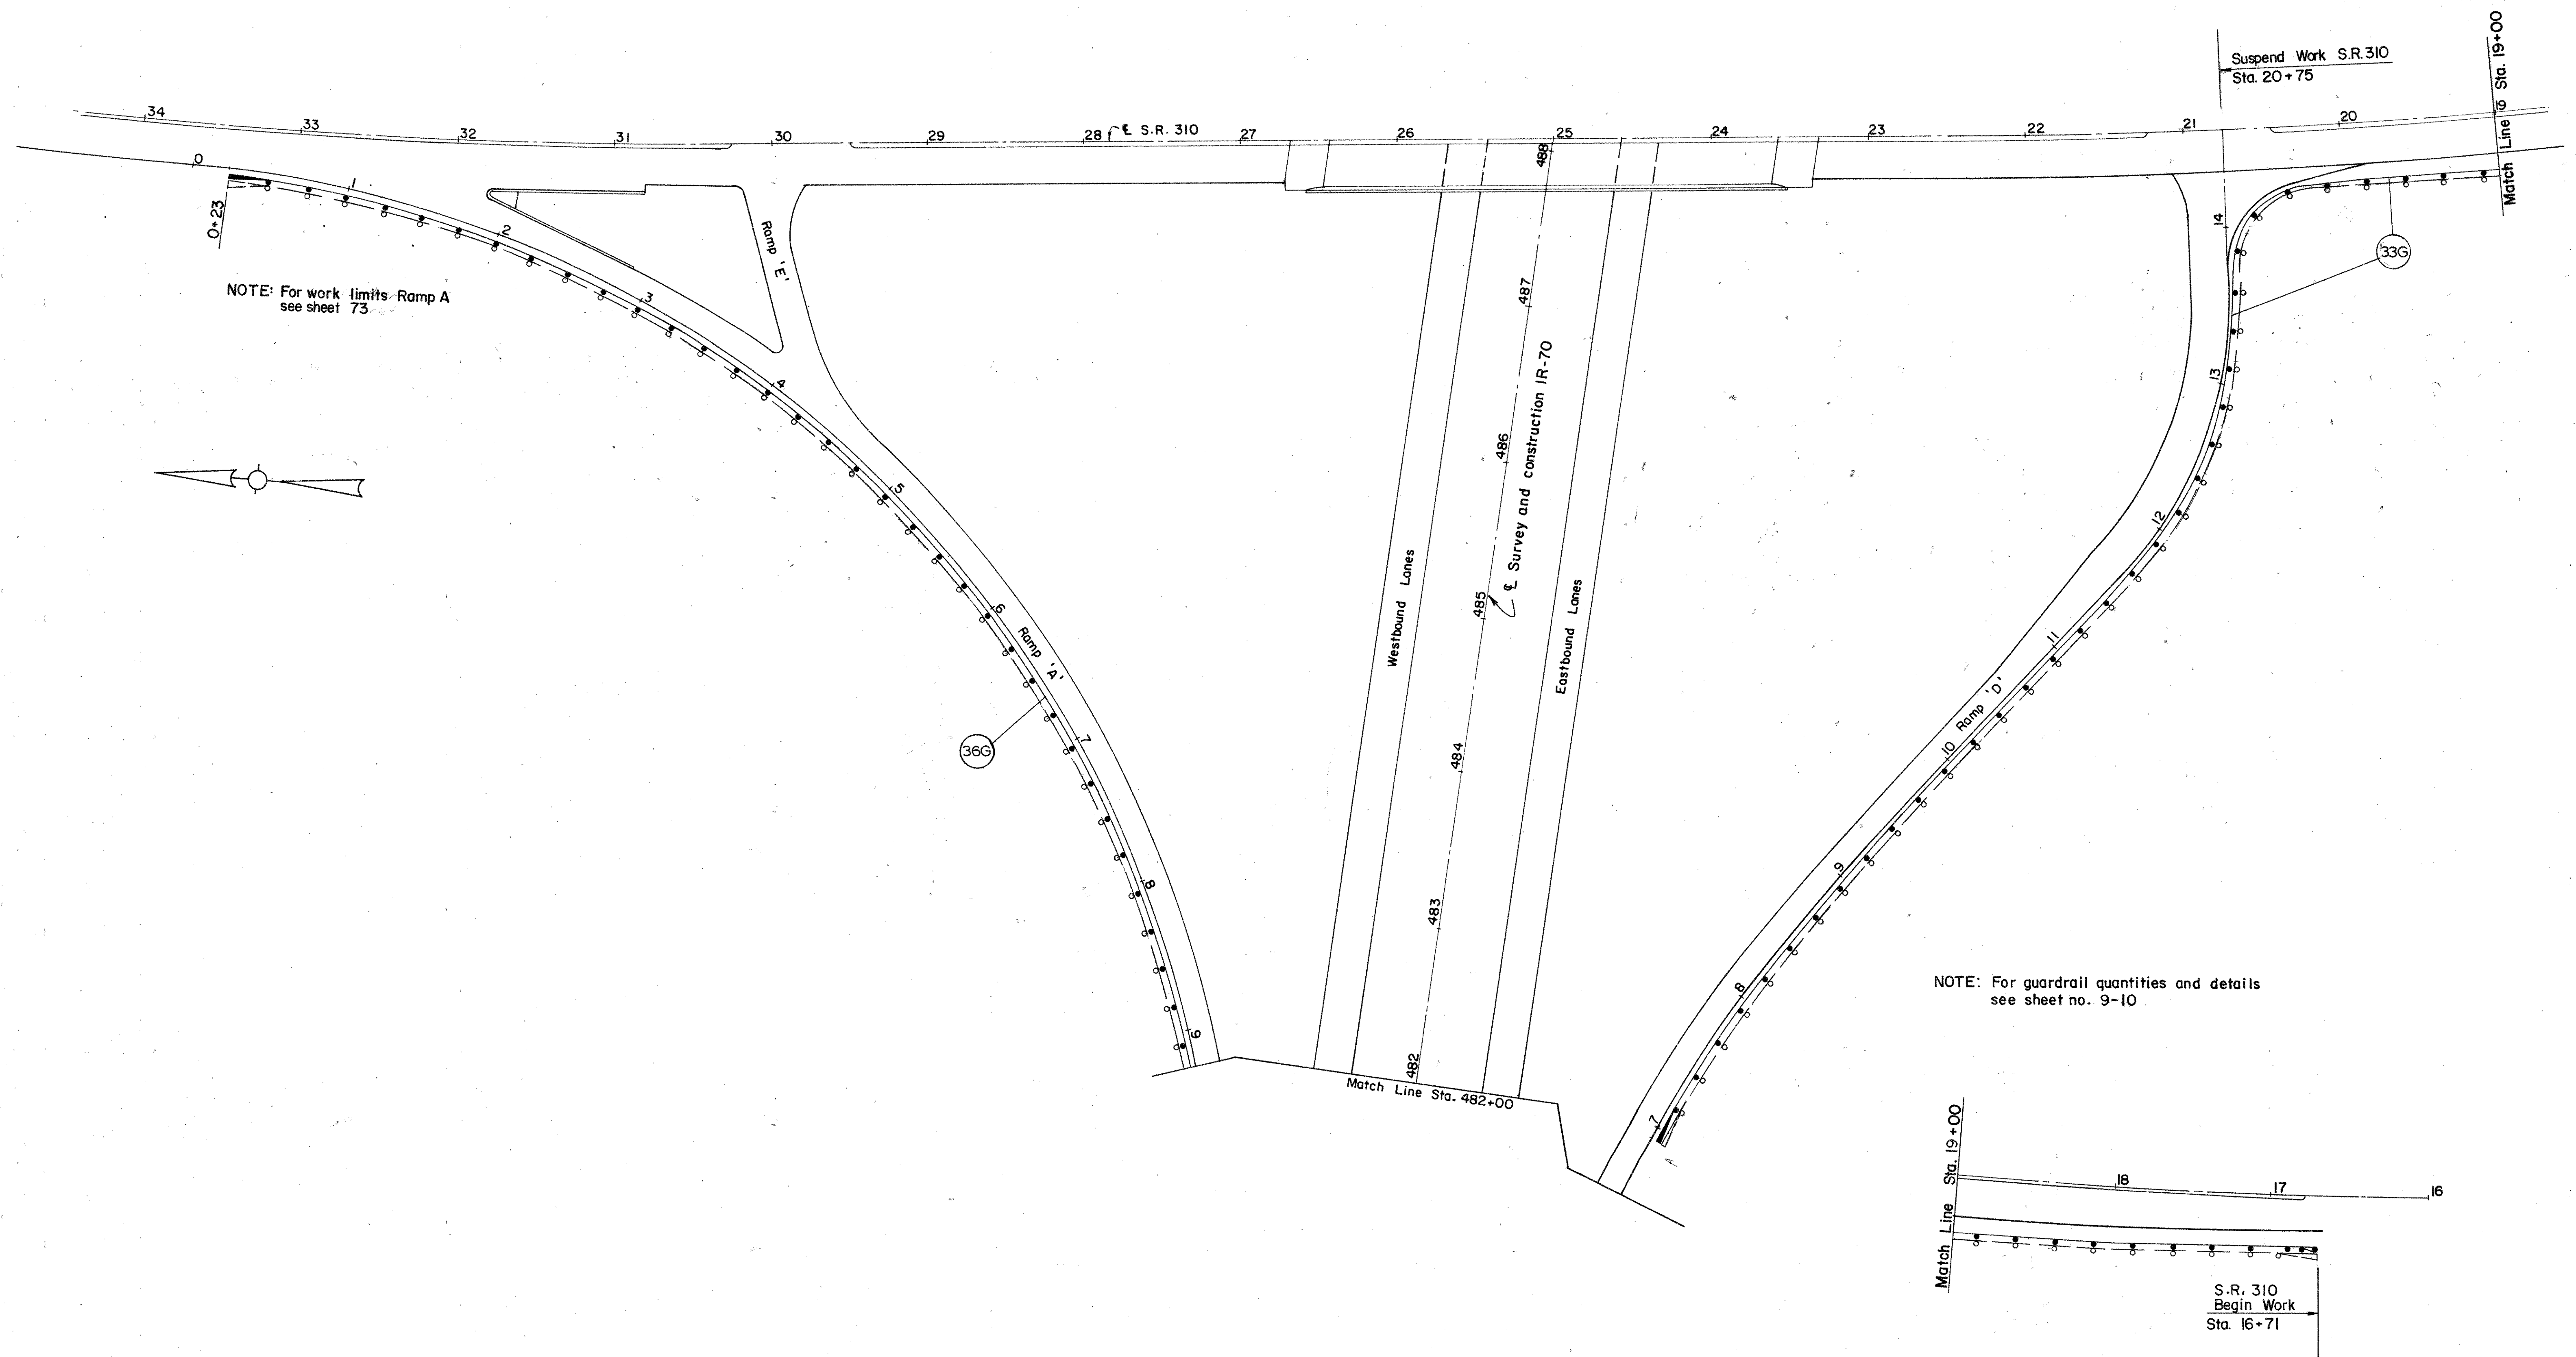 Suspend Work S.R. 310
Sta. 20+75
Match Line Sta. 19+00
34
33
32
31
30
29
28
℄ S.R. 310
27
26
25
24
23
22
21
20
19
0
1
2
3
4
5
6
7
8
9
0+23
NOTE: For work limits Ramp A
see sheet 73
Ramp 'E'
Ramp 'A'
36G
488
487
486
485
484
483
482
Westbound Lanes
℄ Survey and construction IR-70
Eastbound Lanes
Match Line Sta. 482+00
14
13
12
11
10
9
8
7
Ramp 'D'
33G
NOTE: For guardrail quantities and details
see sheet no. 9-10
Match Line Sta. 19+00
18
17
16
S.R. 310
Begin Work
Sta. 16+71